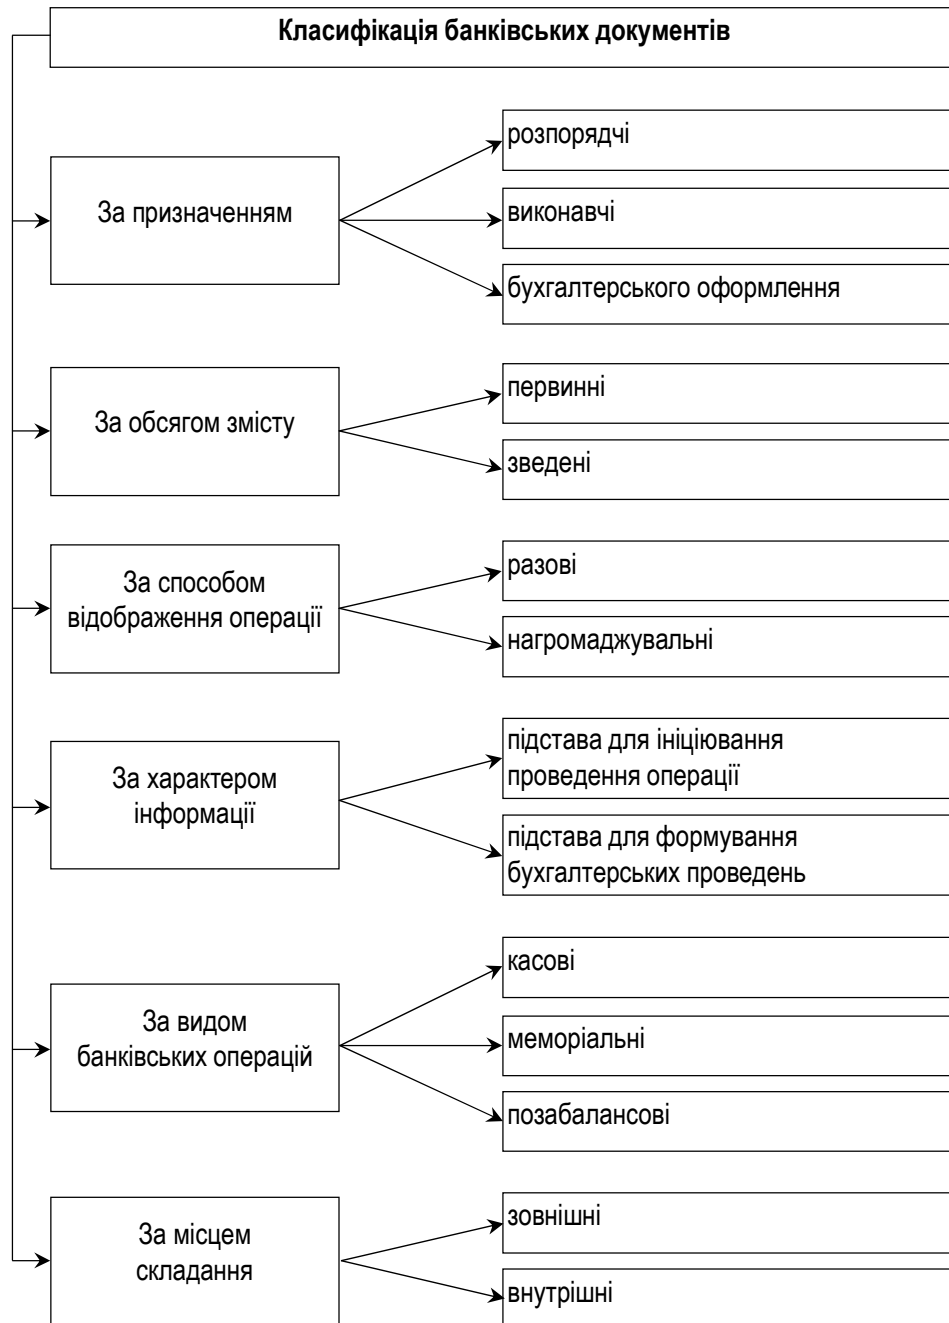 Класифікація банківських документів
За призначенням
розпорядчі
виконавчі
бухгалтерського оформлення
За обсягом змісту
первинні
зведені
За способом
відображення операції
разові
нагромаджувальні
За характером
інформації
підстава для ініціювання
проведення операції
підстава для формування
бухгалтерських проведень
За видом
банківських операцій
касові
меморіальні
позабалансові
За місцем
складання
зовнішні
внутрішні